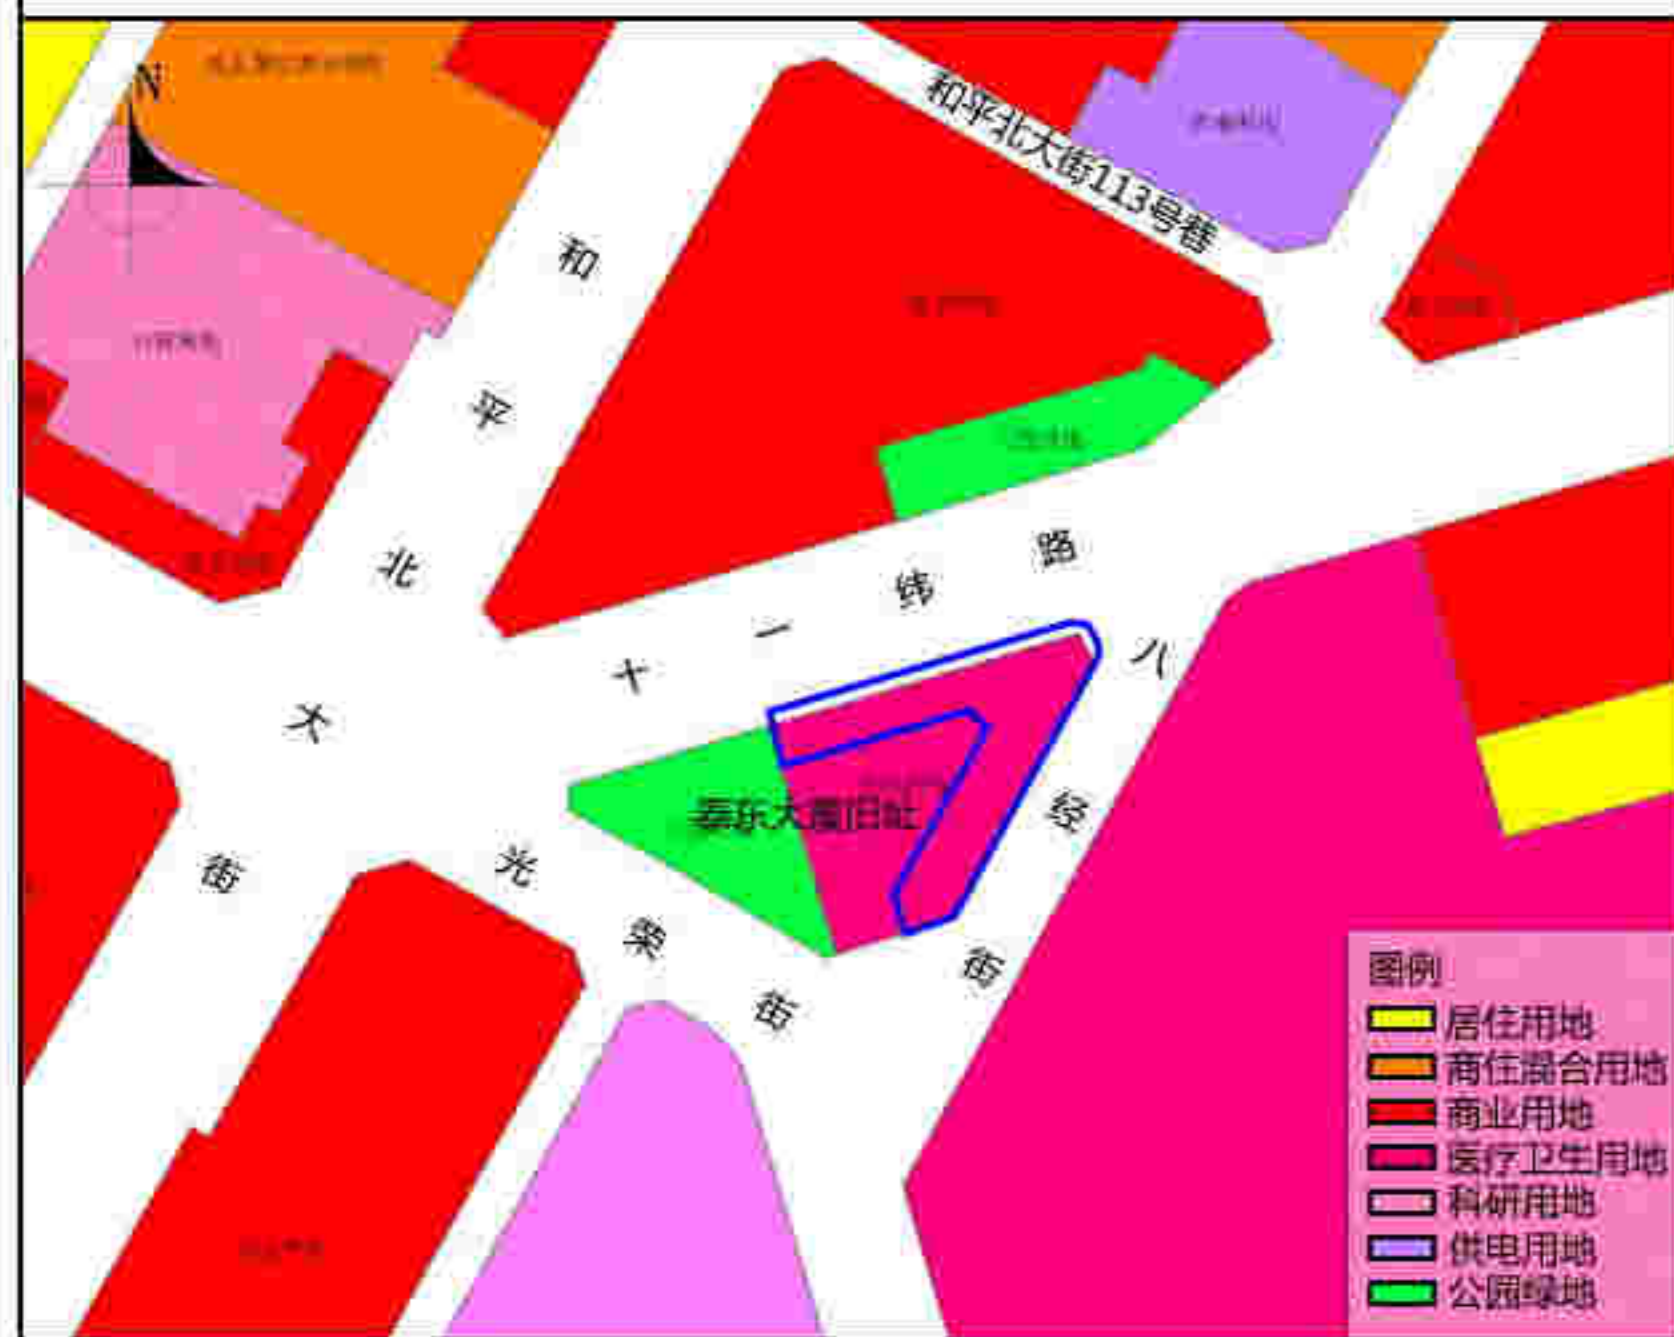 N
和平北大街113号巷
和平北大街
十一纬路
八经街
泰东大厦旧址
光荣街
图例
居住用地
商住混合用地
商业用地
医疗卫生用地
科研用地
供电用地
公园绿地